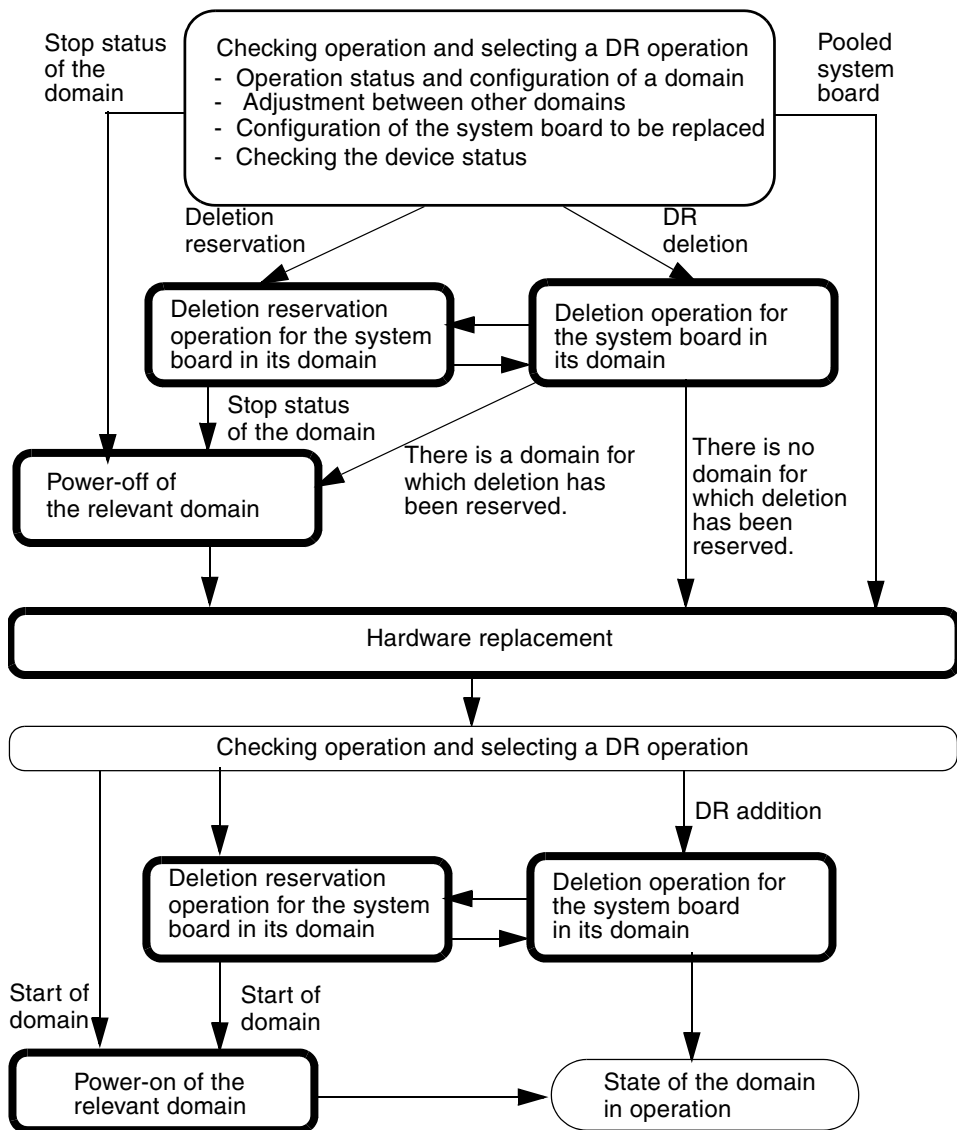 Stop status
of the
domain
Checking operation and selecting a DR operation
- Operation status and configuration of a domain
- Adjustment between other domains
- Configuration of the system board to be replaced
- Checking the device status
Pooled
system
board
Deletion
reservation
DR
deletion
Deletion reservation
operation for the system
board in its domain
Deletion operation for
the system board in
its domain
Stop status
of the domain
There is a domain for
which deletion has
been reserved.
There is no
domain for
which deletion
has been
reserved.
Power-off of
the relevant domain
Hardware replacement
Checking operation and selecting a DR operation
DR addition
Deletion reservation
operation for the system
board in its domain
Deletion operation for
the system board
in its domain
Start of
domain
Start of
domain
Power-on of the
relevant domain
State of the domain
in operation